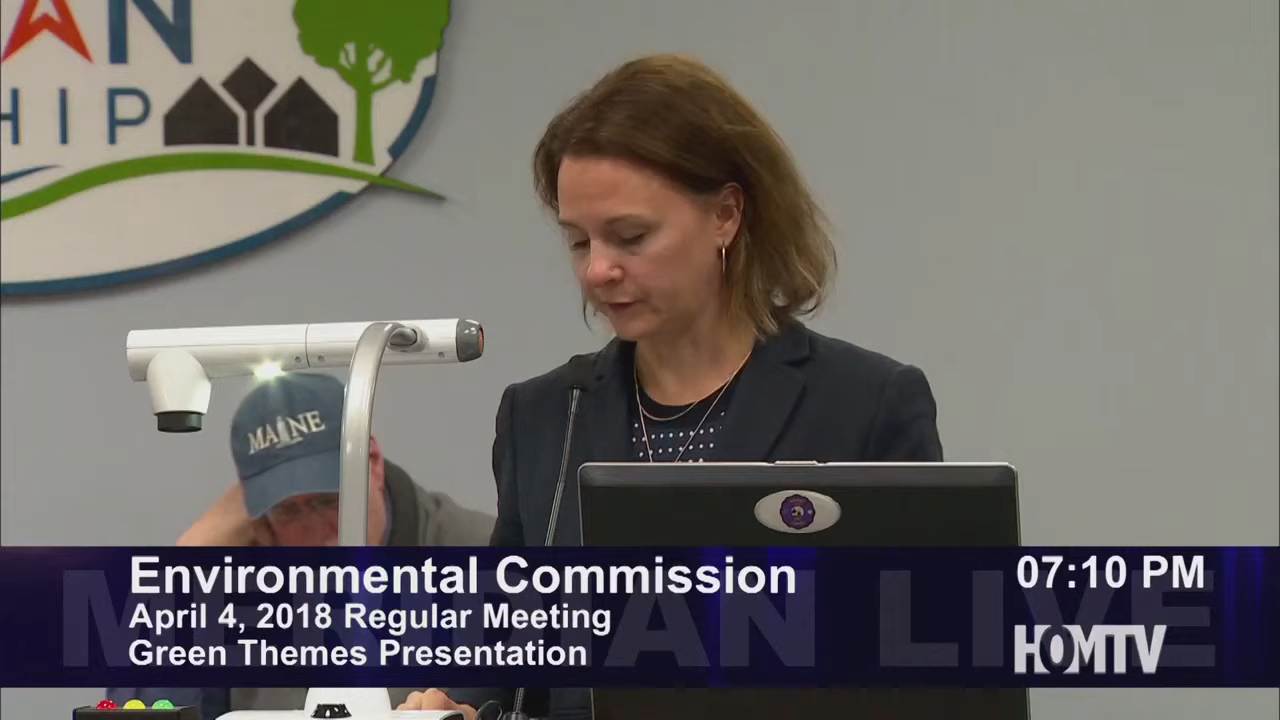 AN
HIP
MAINE
Environmental Commission
April 4, 2018 Regular Meeting
Green Themes Presentation
07:10 PM
HOMTV
MERIDIAN LIVE